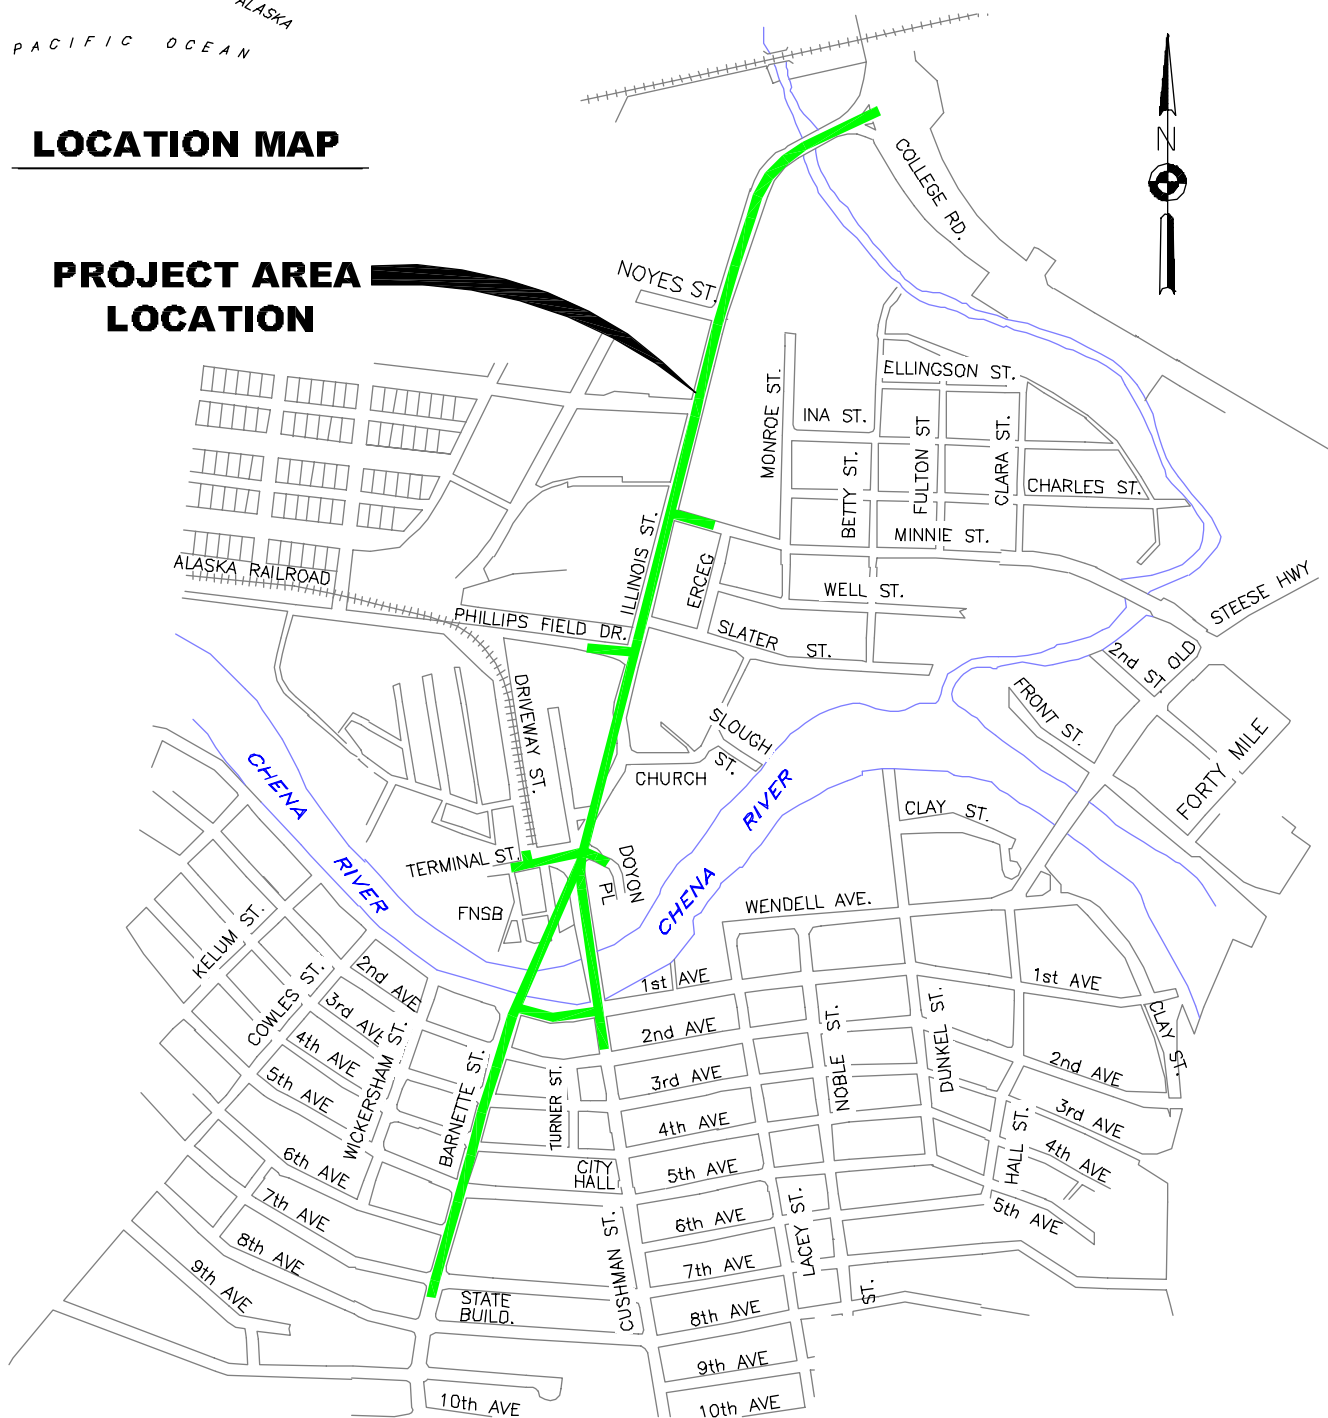 ALASKA
PACIFIC OCEAN
LOCATION MAP
N
COLLEGE RD.
PROJECT AREA
LOCATION
NOYES ST.
ELLINGSON ST.
MONROE ST.
INA ST.
FULTON ST
CLARA ST.
BETTY ST.
CHARLES ST.
MINNIE ST.
ILLINOIS ST.
ALASKA RAILROAD
ERCEG
WELL ST.
STEESE HWY
PHILLIPS FIELD DR.
SLATER ST.
2nd ST
OLD
DRIVEWAY ST.
FRONT ST.
SLOUGH ST.
FORTY MILE
CHURCH
CHENA RIVER
CHENA RIVER
CLAY ST.
TERMINAL ST.
DOYON PL
FNSB
WENDELL AVE.
KELUM ST.
COWLES ST.
2nd AVE
3rd AVE
4th AVE
5th AVE
6th AVE
7th AVE
8th AVE
9th AVE
WICKERSHAM ST.
BARNETTE ST.
TURNER ST.
CITY
HALL
STATE
BUILD.
10th AVE
CUSHMAN ST.
1st AVE
2nd AVE
3rd AVE
4th AVE
5th AVE
6th AVE
7th AVE
8th AVE
9th AVE
10th AVE
LACEY ST.
NOBLE ST.
ST.
DUNKEL ST.
HALL ST.
1st AVE
CLAY ST.
2nd AVE
3rd AVE
4th AVE
5th AVE